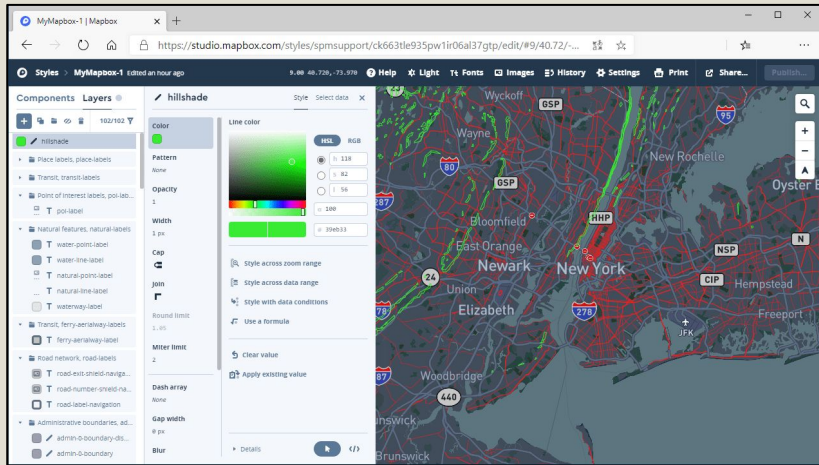 MyMapbox-1 | Mapbox
https://studio.mapbox.com/styles/spmsupport/ck663tle935pw1ir06al37gtp/edit/#9/40.72/-...
Styles > MyMapbox-1 Edited an hour ago
9.00 40.720,-73.970
Help
Light
Tt Fonts
Images
History
Settings
Print
Share...
Publish...
Components Layers
102/102
hillshade
Place labels, place-labels
Transit, transit-labels
Point of interest labels, poi-lab...
T poi-label
Natural features, natural-labels
T water-point-label
T water-line-label
T natural-point-label
T natural-line-label
T waterway-label
Transit, ferry-aerialway-labels
T ferry-aerialway-label
Road network, road-labels
T road-exit-shield-naviga...
T road-number-shield-na...
T road-label-navigation
Administrative boundaries, ad...
admin-0-boundary-dis...
admin-0-boundary
hillshade
Style Select data
Color
Pattern
None
Opacity
1
Width
1 px
Cap
Join
Round limit
1.05
Miter limit
2
Dash array
None
Gap width
0 px
Blur
Line color
HSL RGB
h 118
s 82
l 56
a 100
# 39eb33
Style across zoom range
Style across data range
Style with data conditions
Use a formula
Clear value
Apply existing value
Details
</>
Wyckoff
GSP
95
Wayne
80
New Rochelle
GSP
287
Oyster
Bloomfield
HHP
East Orange
NSP
N
Newark
New York
24
CIP
Hempstead
Union
78
Elizabeth
278
Freeport
JFK
87
Woodbridge
440
nswick
Brunswick